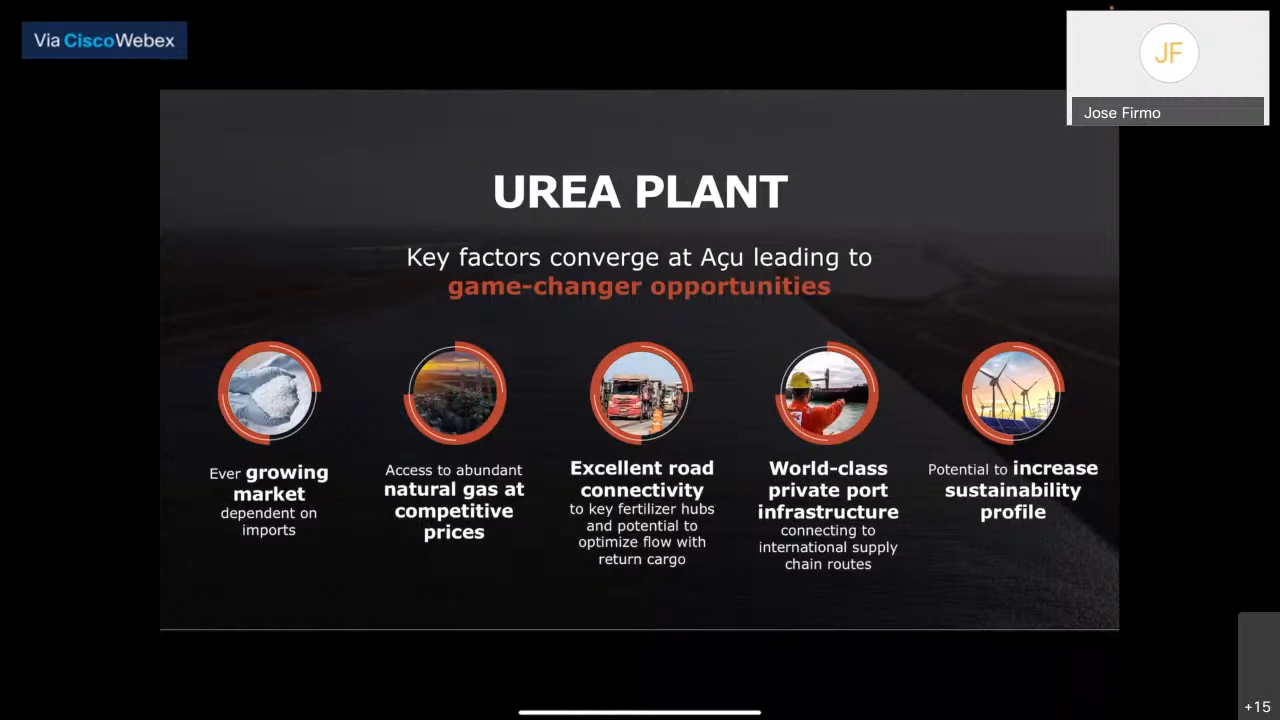 Via CiscoWebex
JF
Jose Firmo
UREA PLANT
Key factors converge at Açu leading to
game-changer opportunities
Ever growing
market
dependent on
imports
Access to abundant
natural gas at
competitive
prices
Excellent road
connectivity
to key fertilizer hubs
and potential to
optimize flow with
return cargo
World-class
private port
infrastructure
connecting to
international supply
chain routes
Potential to increase
sustainability
profile
+15